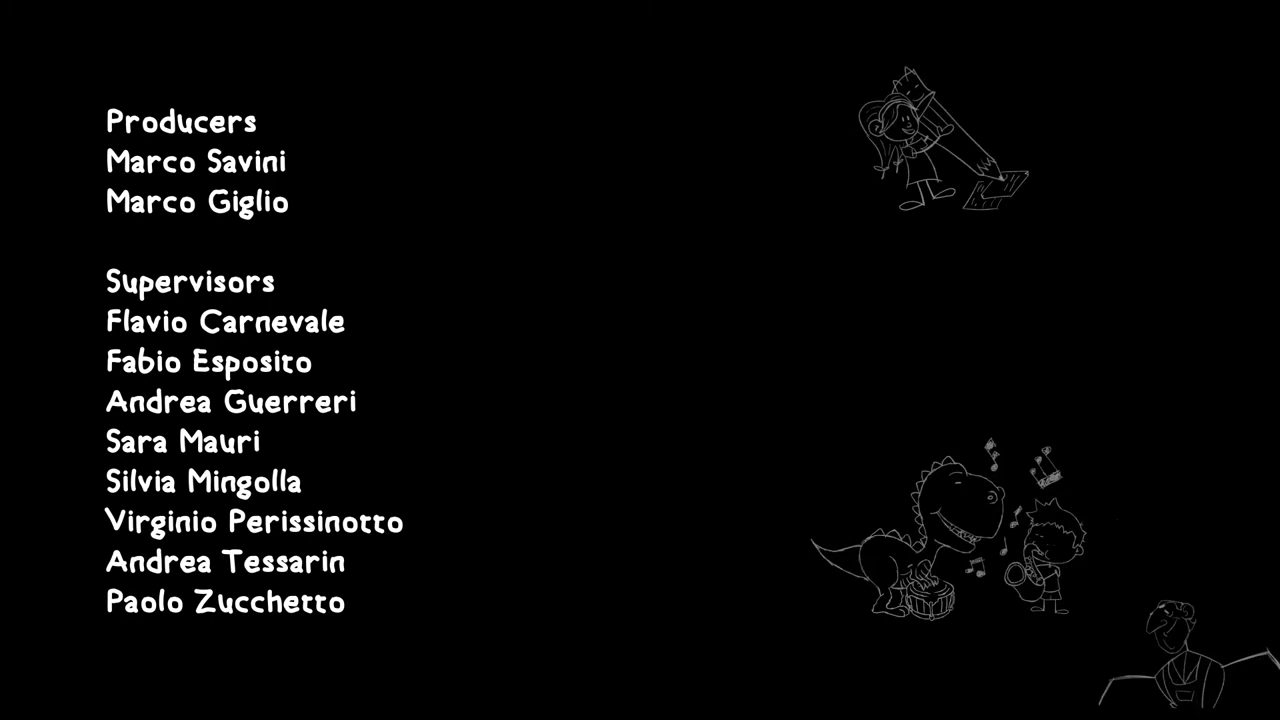 Producers
Marco Savini
Marco Giglio
Supervisors
Flavio Carnevale
Fabio Esposito
Andrea Guerreri
Sara Mauri
Silvia Mingolla
Virginio Perissinotto
Andrea Tessarin
Paolo Zucchetto